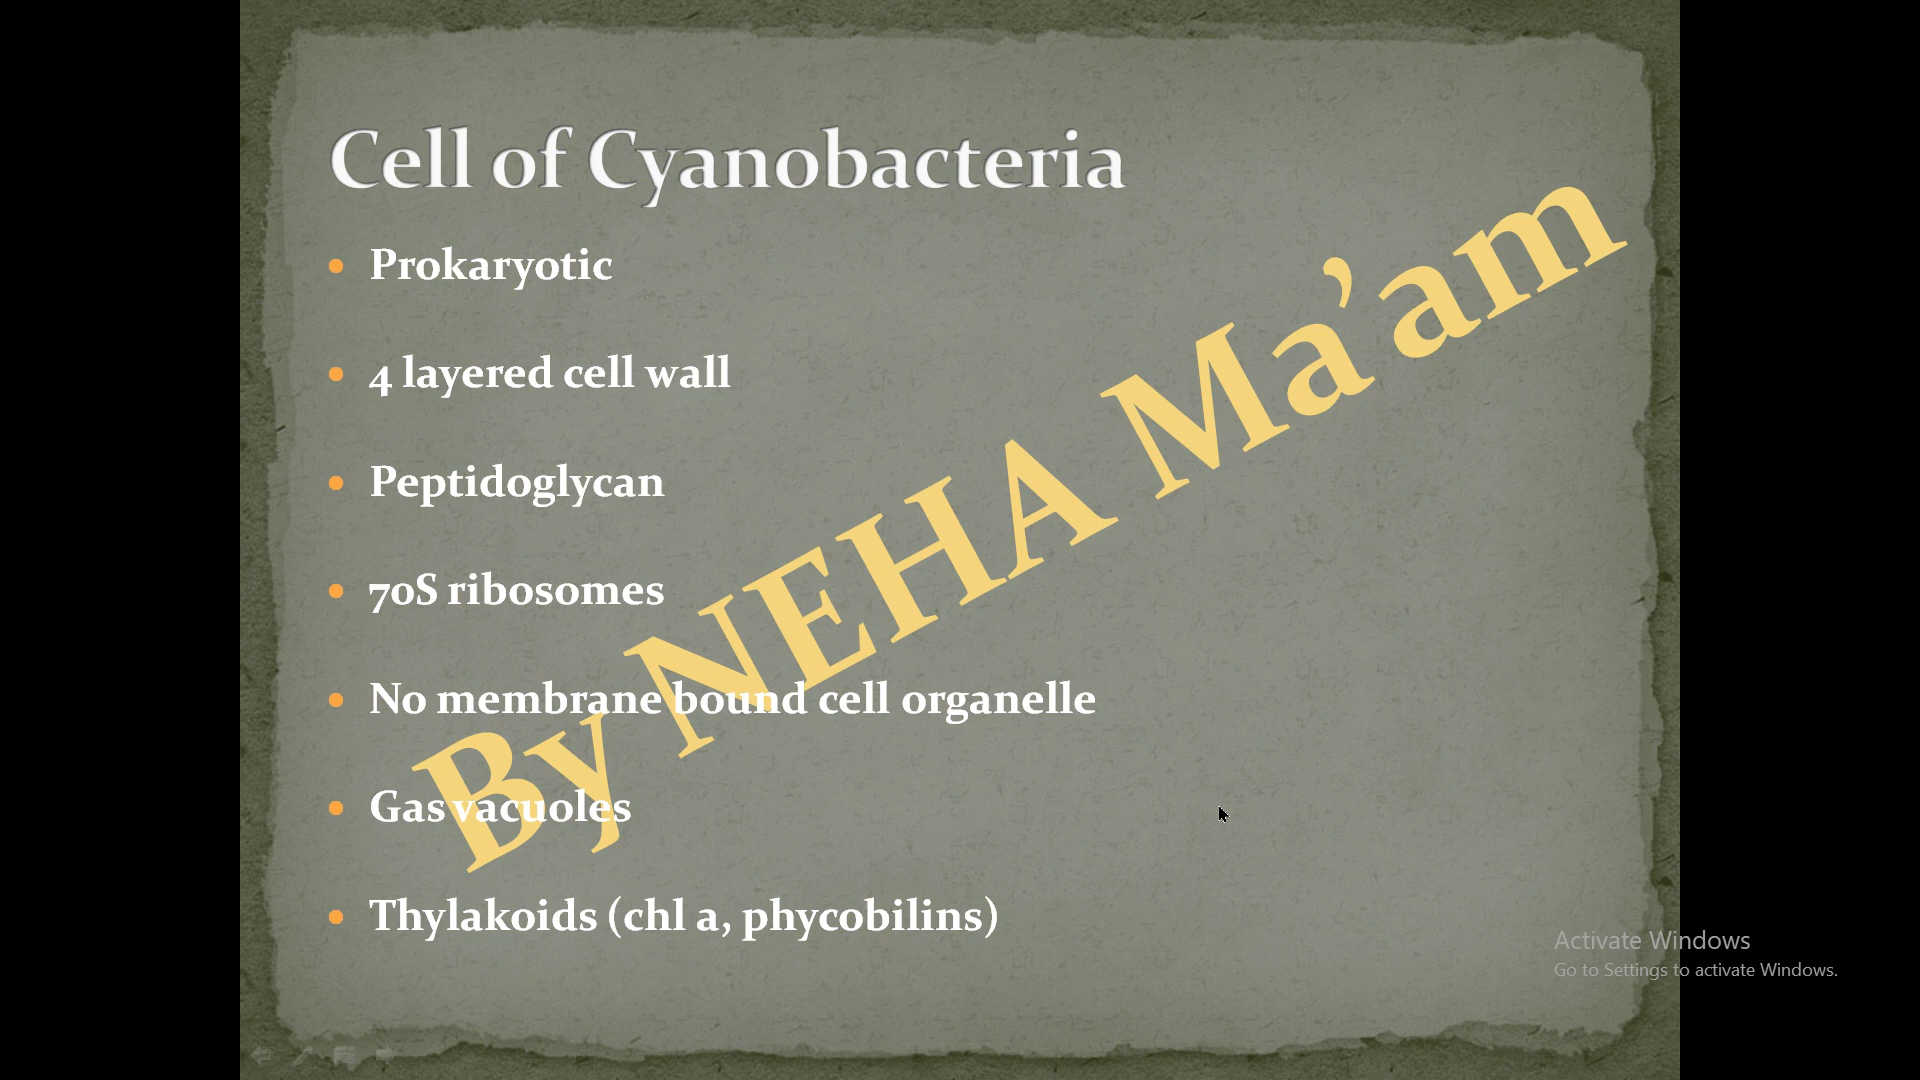 Cell of Cyanobacteria
Prokaryotic
4 layered cell wall
Peptidoglycan
70S ribosomes
No membrane bound cell organelle
Gas vacuoles
Thylakoids (chl a, phycobilins)
By NEHA Ma’am
Activate Windows
Go to Settings to activate Windows.